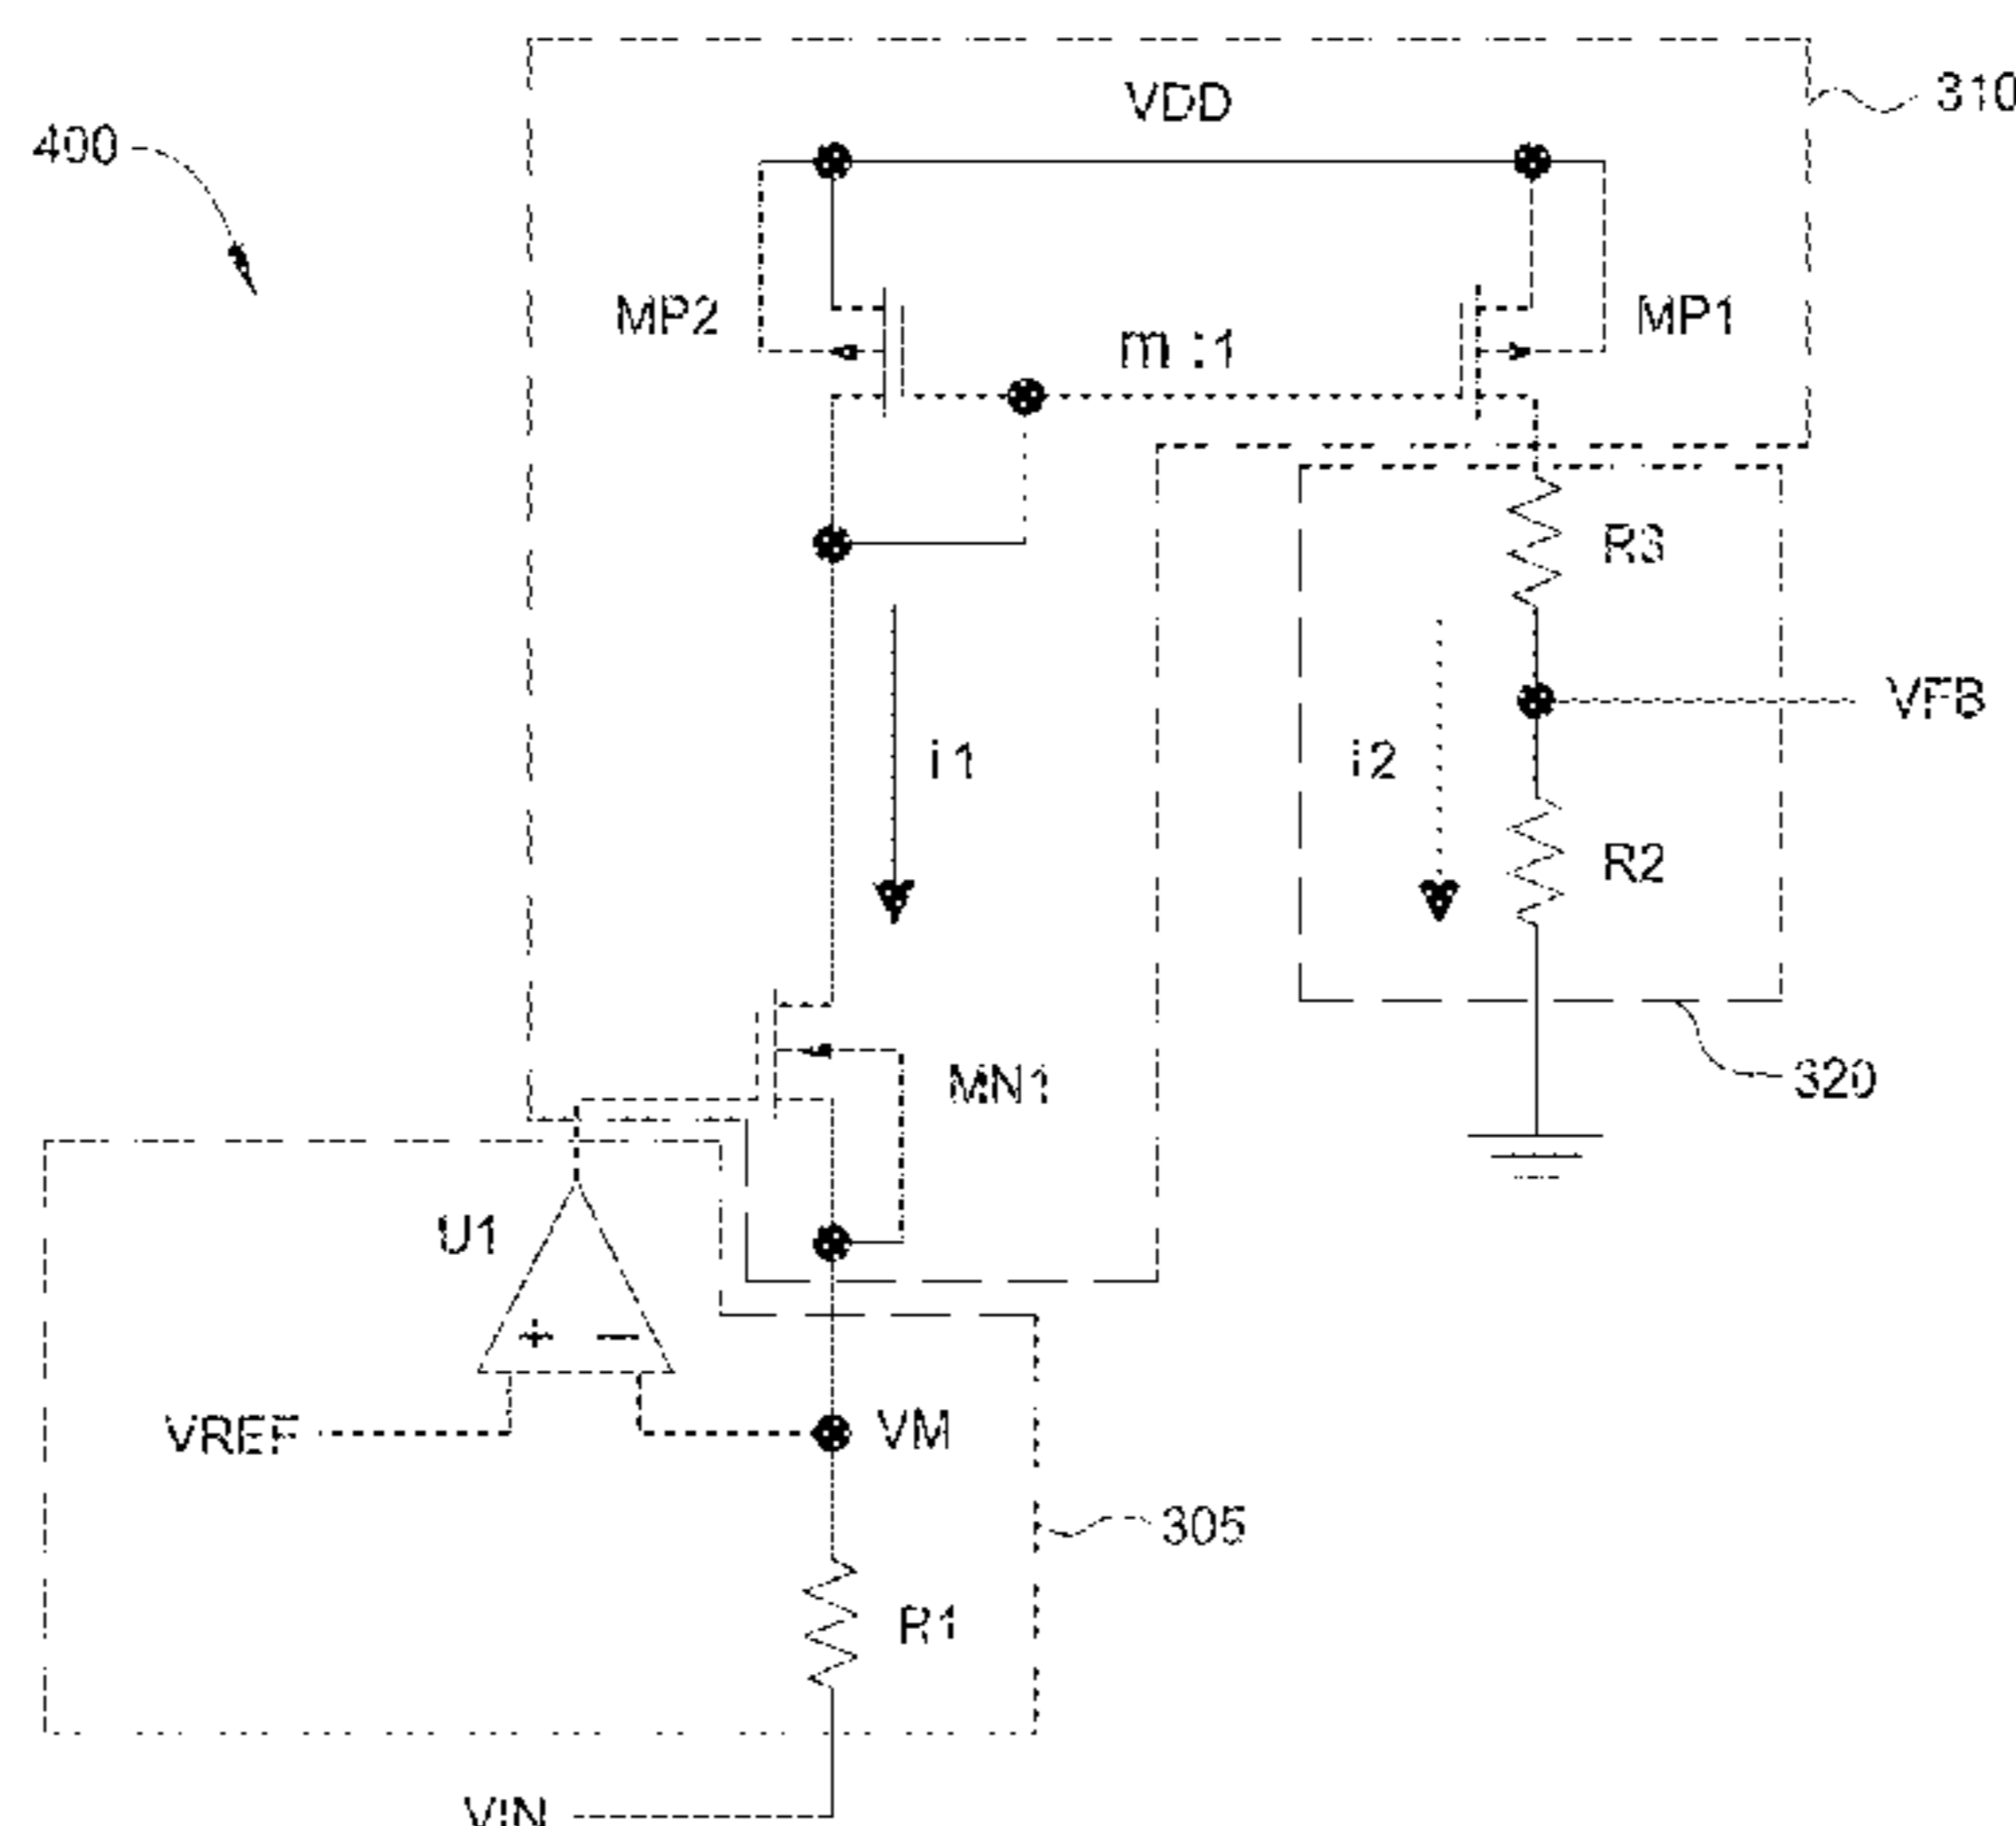 310
VDD
400
MP2
m :1
MP1
R3
VFB
i1
i2
R2
MN1
320
U1
+ −
VREF
VM
305
R1
VIN